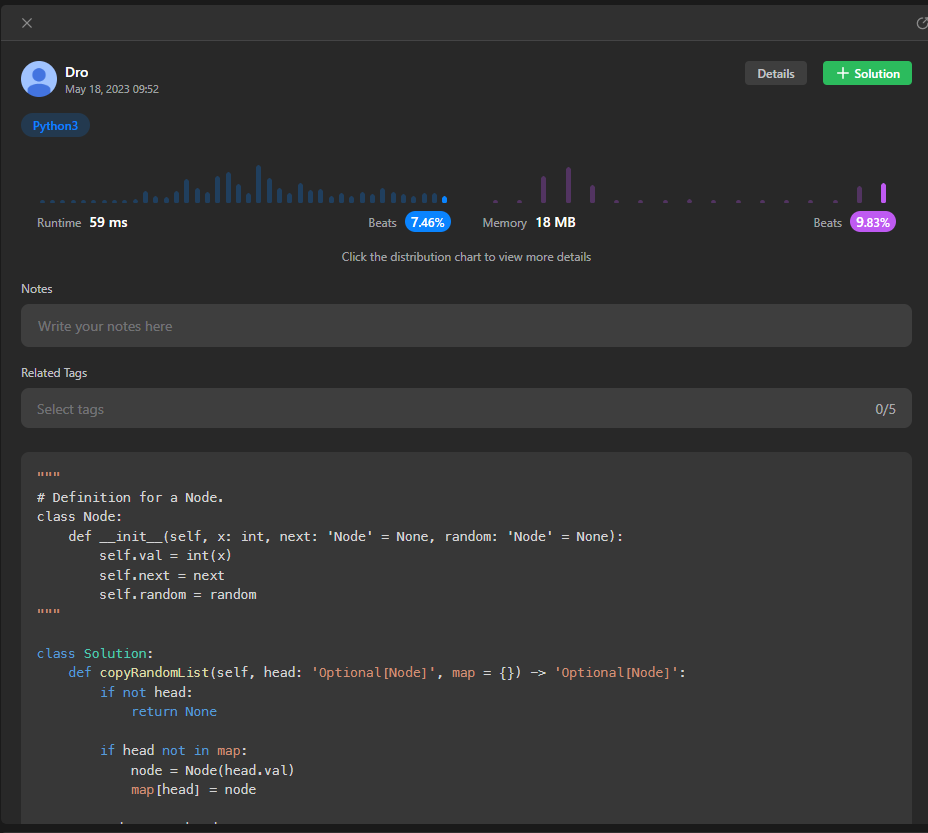 Dro
May 18, 2023 09:52
Details
+ Solution
Python3
Runtime 59 ms
Beats 7.46%
Memory 18 MB
Beats 9.83%
Click the distribution chart to view more details
Notes
Write your notes here
Related Tags
Select tags
0/5
"""
# Definition for a Node.
class Node:
    def __init__(self, x: int, next: 'Node' = None, random: 'Node' = None):
        self.val = int(x)
        self.next = next
        self.random = random
"""
class Solution:
    def copyRandomList(self, head: 'Optional[Node]', map = {}) -> 'Optional[Node]':
        if not head:
            return None
        if head not in map:
            node = Node(head.val)
            map[head] = node